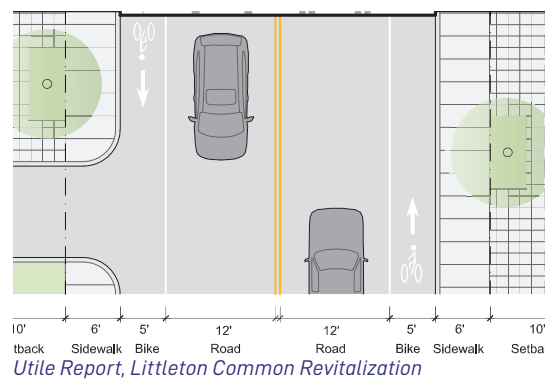 10' 6' 5' 12' 12' 5' 6' 10'
tback Sidewalk Bike Road Road Bike Sidewalk Setba
Utile Report, Littleton Common Revitalization